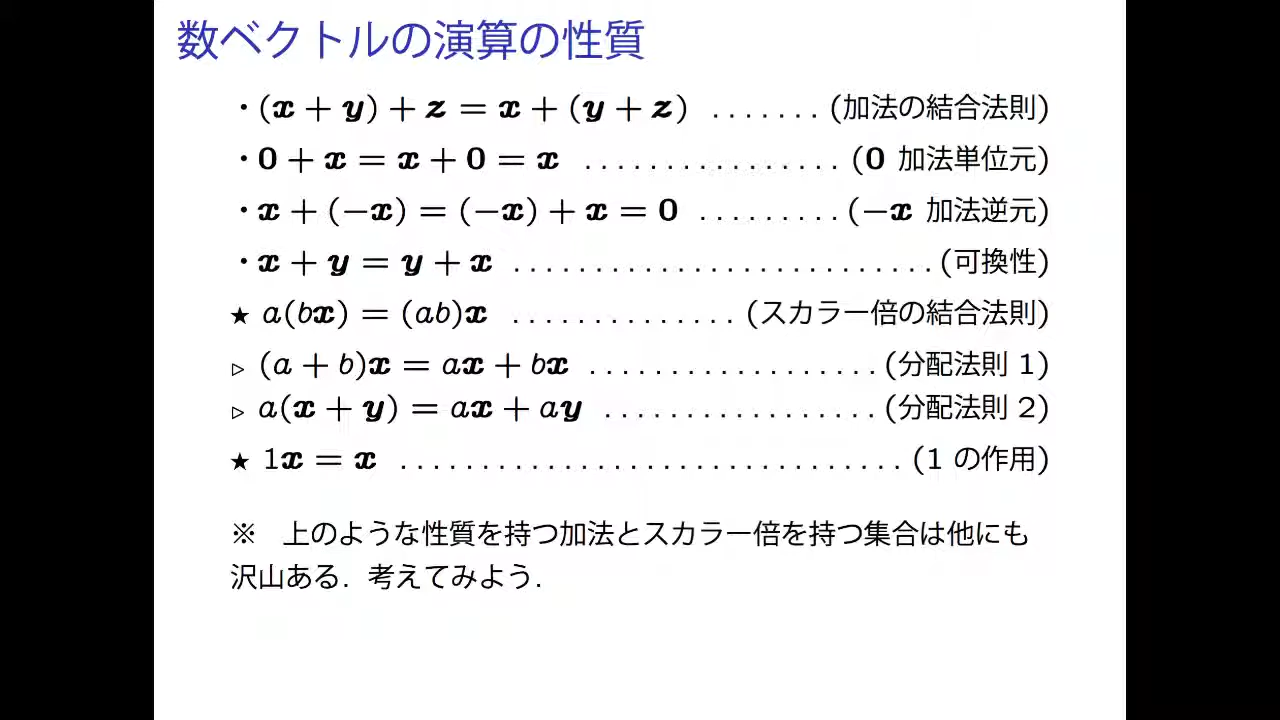 数ベクトルの演算の性質
・(x + y) + z = x + (y + z) ....... (加法の結合法則)
・0 + x = x + 0 = x ................ (0 加法単位元)
・x + (−x) = (−x) + x = 0 ......... (−x 加法逆元)
・x + y = y + x .......................... (可換性)
★ a(bx) = (ab)x .............. (スカラー倍の結合法則)
▷ (a + b)x = ax + bx .................. (分配法則 1)
▷ a(x + y) = ax + ay ................. (分配法則 2)
★ 1x = x ............................... (1 の作用)
※　上のような性質を持つ加法とスカラー倍を持つ集合は他にも
沢山ある. 考えてみよう.